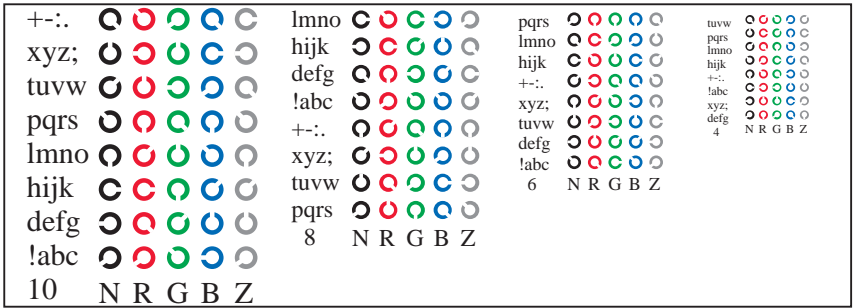 +-:.
xyz;
tuvw
pqrs
lmno
hijk
defg
!abc
10 N R G B Z
lmno
hijk
defg
!abc
+-:.
xyz;
tuvw
pqrs
8 N R G B Z
pqrs
lmno
hijk
+-:.
xyz;
tuvw
defg
!abc
6 N R G B Z
tuvw
pqrs
lmno
hijk
+-:.
!abc
xyz;
defg
4 N R G B Z